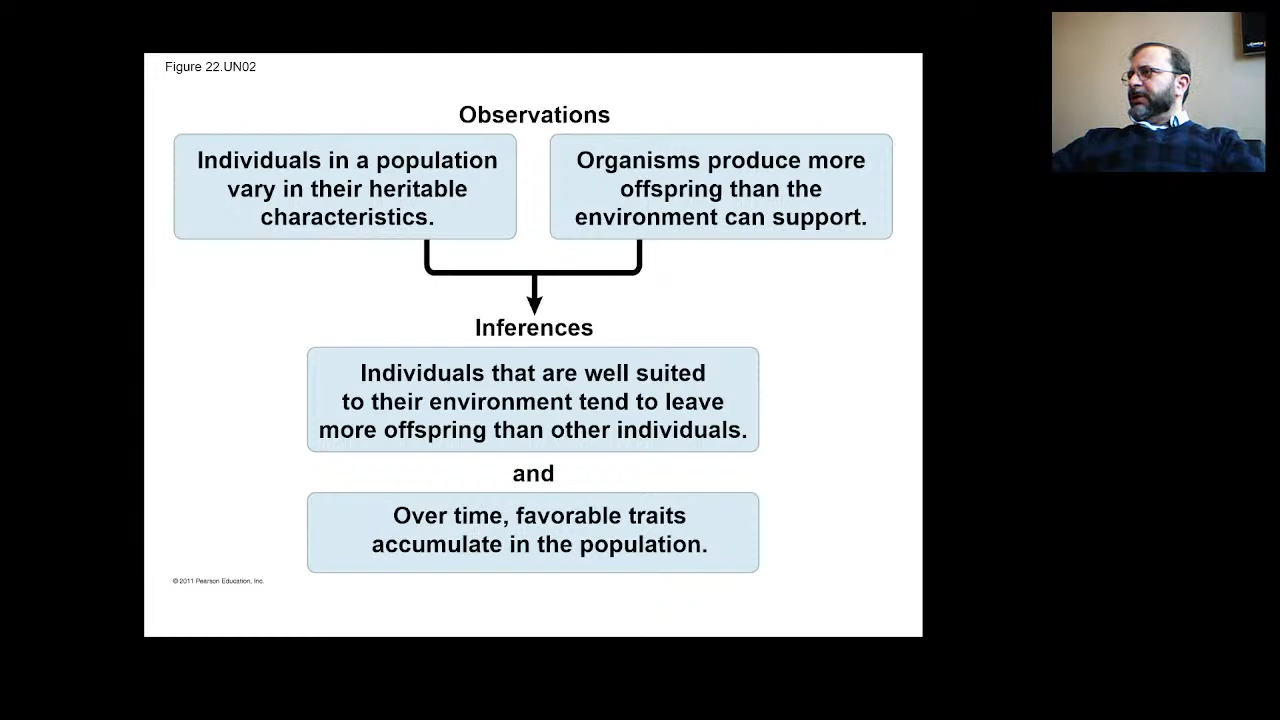 Figure 22.UN02
Observations
Individuals in a population
vary in their heritable
characteristics.
Organisms produce more
offspring than the
environment can support.
Inferences
Individuals that are well suited
to their environment tend to leave
more offspring than other individuals.
and
Over time, favorable traits
accumulate in the population.
© 2011 Pearson Education, Inc.